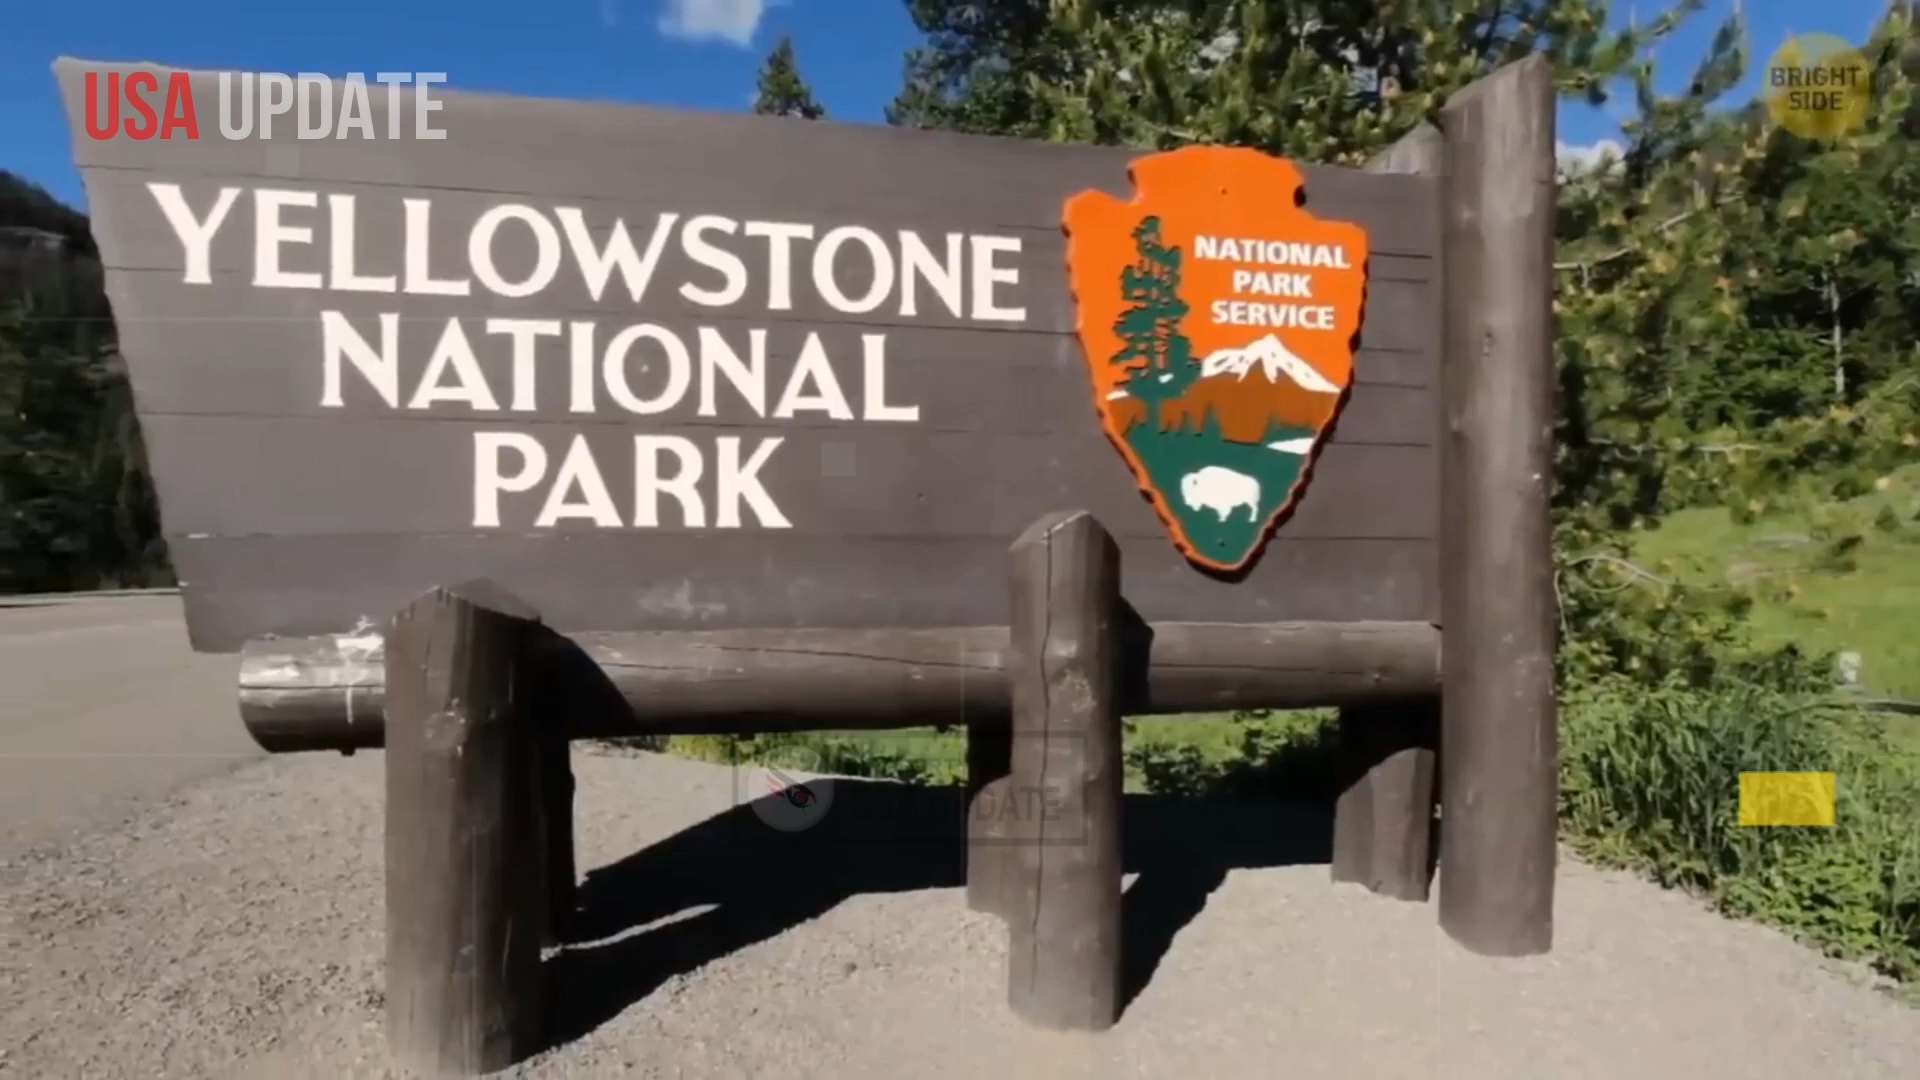 USA UPDATE
BRIGHT
SIDE
YELLOWSTONE
NATIONAL
PARK
NATIONAL
PARK
SERVICE